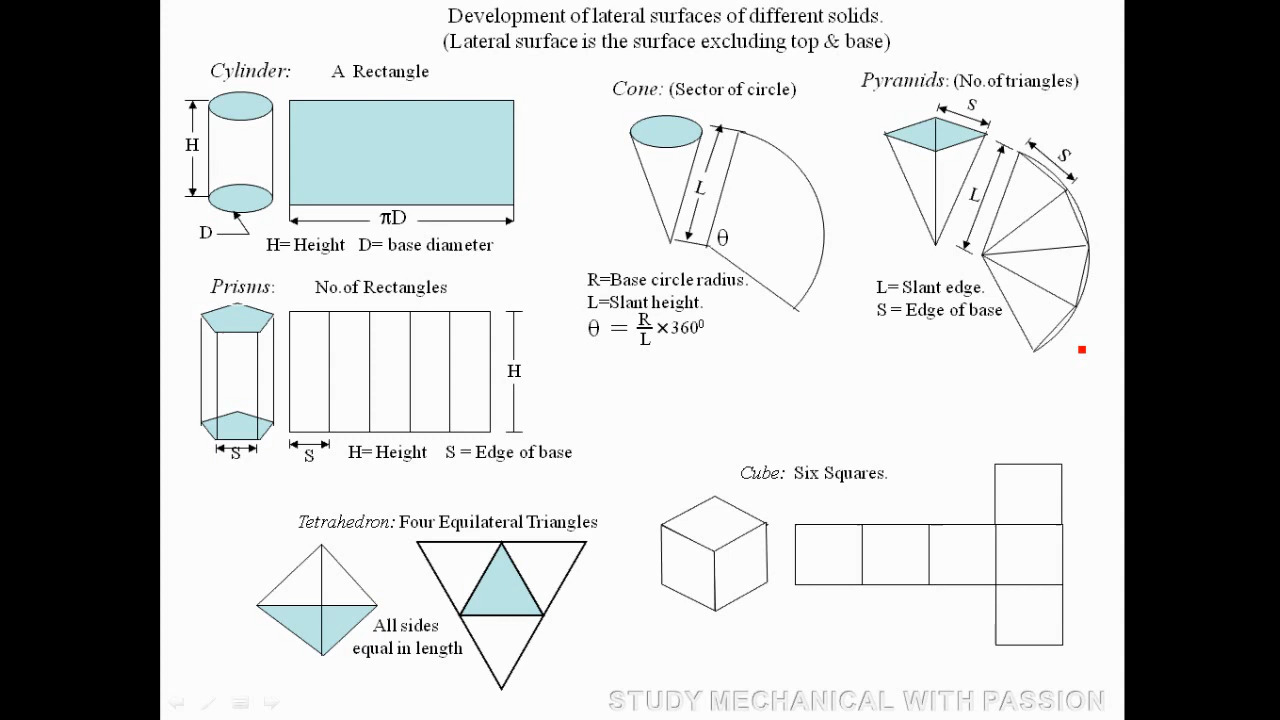 Development of lateral surfaces of different solids.
(Lateral surface is the surface excluding top & base)
Cylinder: A Rectangle
H
D
πD
H= Height D= base diameter
Cone: (Sector of circle)
L
θ
R=Base circle radius.
L=Slant height.
θ = R/L ×360⁰
Pyramids: (No.of triangles)
S
S
L
L= Slant edge.
S = Edge of base
Prisms: No.of Rectangles
H
S
S
H= Height S = Edge of base
Tetrahedron: Four Equilateral Triangles
All sides
equal in length
Cube: Six Squares.
STUDY MECHANICAL WITH PASSION